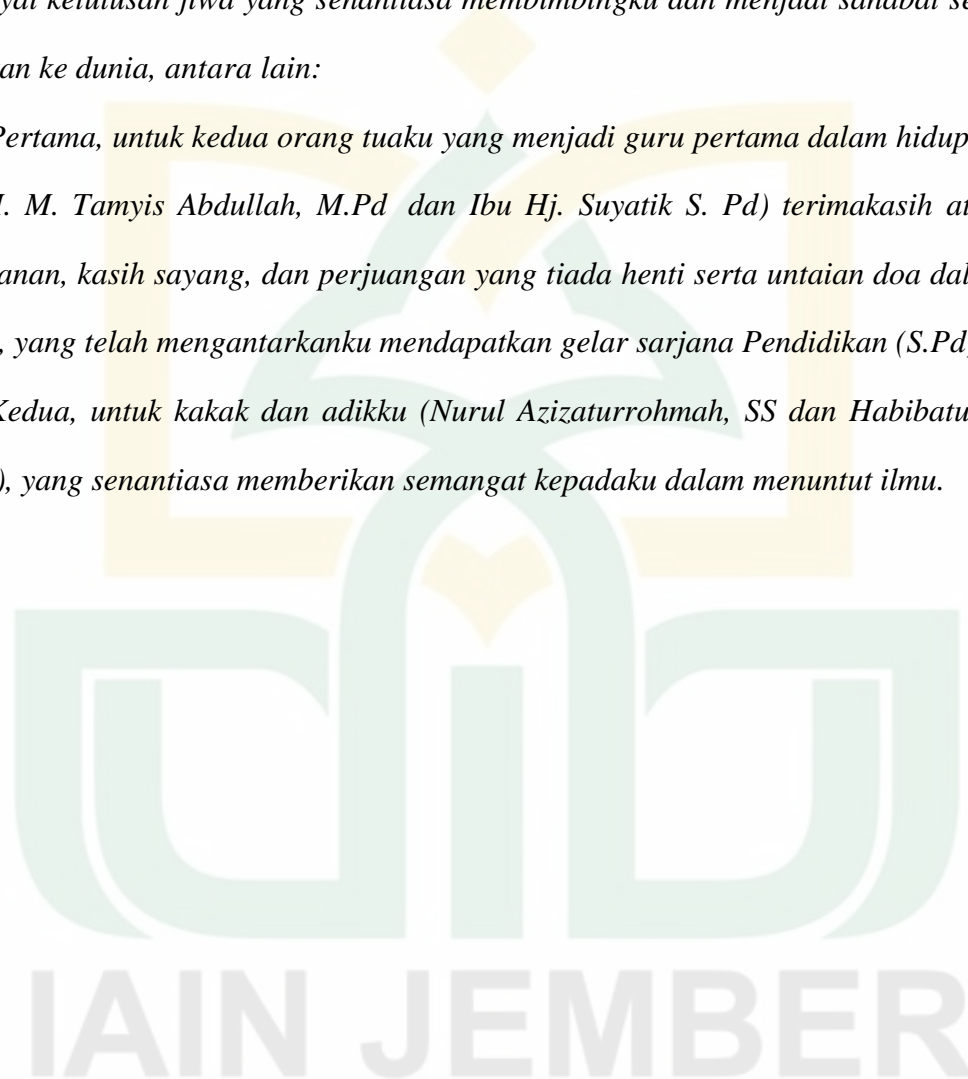 ketulusan jiwa yang senantiasa membimbingku dan menjadi sahabat
an ke dunia, antara lain:
Pertama, untuk kedua orang tuaku yang menjadi guru pertama dalam hidup
. M. Tamyis Abdullah, M.Pd dan Ibu Hj. Suyatik S. Pd) terimakasih at
anan, kasih sayang, dan perjuangan yang tiada henti serta untaian doa dal
, yang telah mengantarkanku mendapatkan gelar sarjana Pendidikan (S.Pd
Kedua, untuk kakak dan adikku (Nurul Azizaturrohmah, SS dan Habibatu
), yang senantiasa memberikan semangat kepadaku dalam menuntut ilmu.
IAIN JEMBER